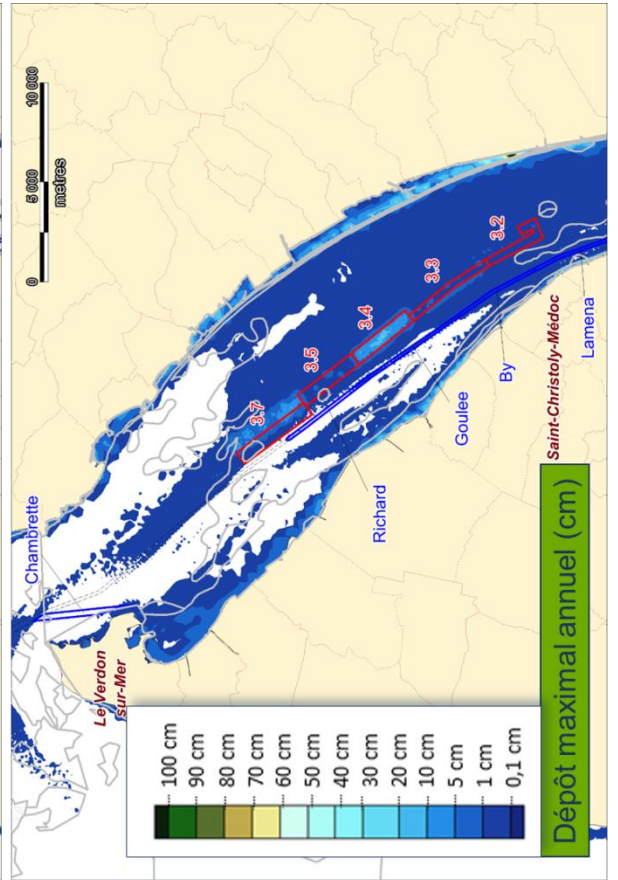 0
5 000
10 000
metres
Chambrette
Le Verdon
sur-Mer
3.7
3.5
3.4
3.3
3.2
Richard
Goulee
By
Lamena
Saint-Christoly-Médoc
100 cm
90 cm
80 cm
70 cm
60 cm
50 cm
40 cm
30 cm
20 cm
10 cm
5 cm
1 cm
0,1 cm
Dépôt maximal annuel (cm)